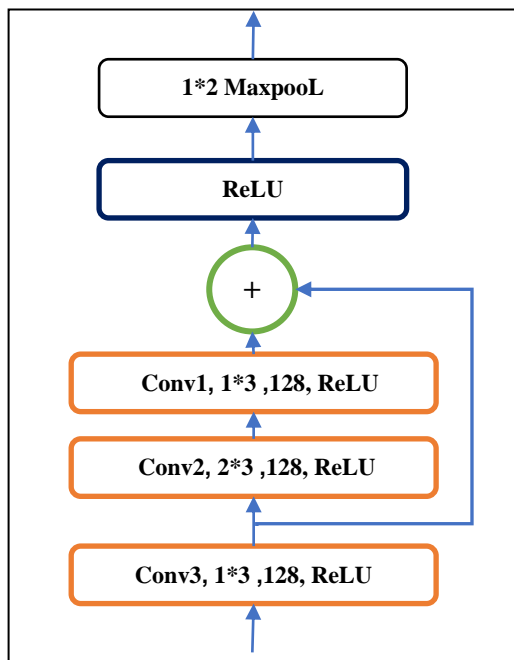 1*2 MaxpooL
ReLU
+
Conv1, 1*3 ,128, ReLU
Conv2, 2*3 ,128, ReLU
Conv3, 1*3 ,128, ReLU